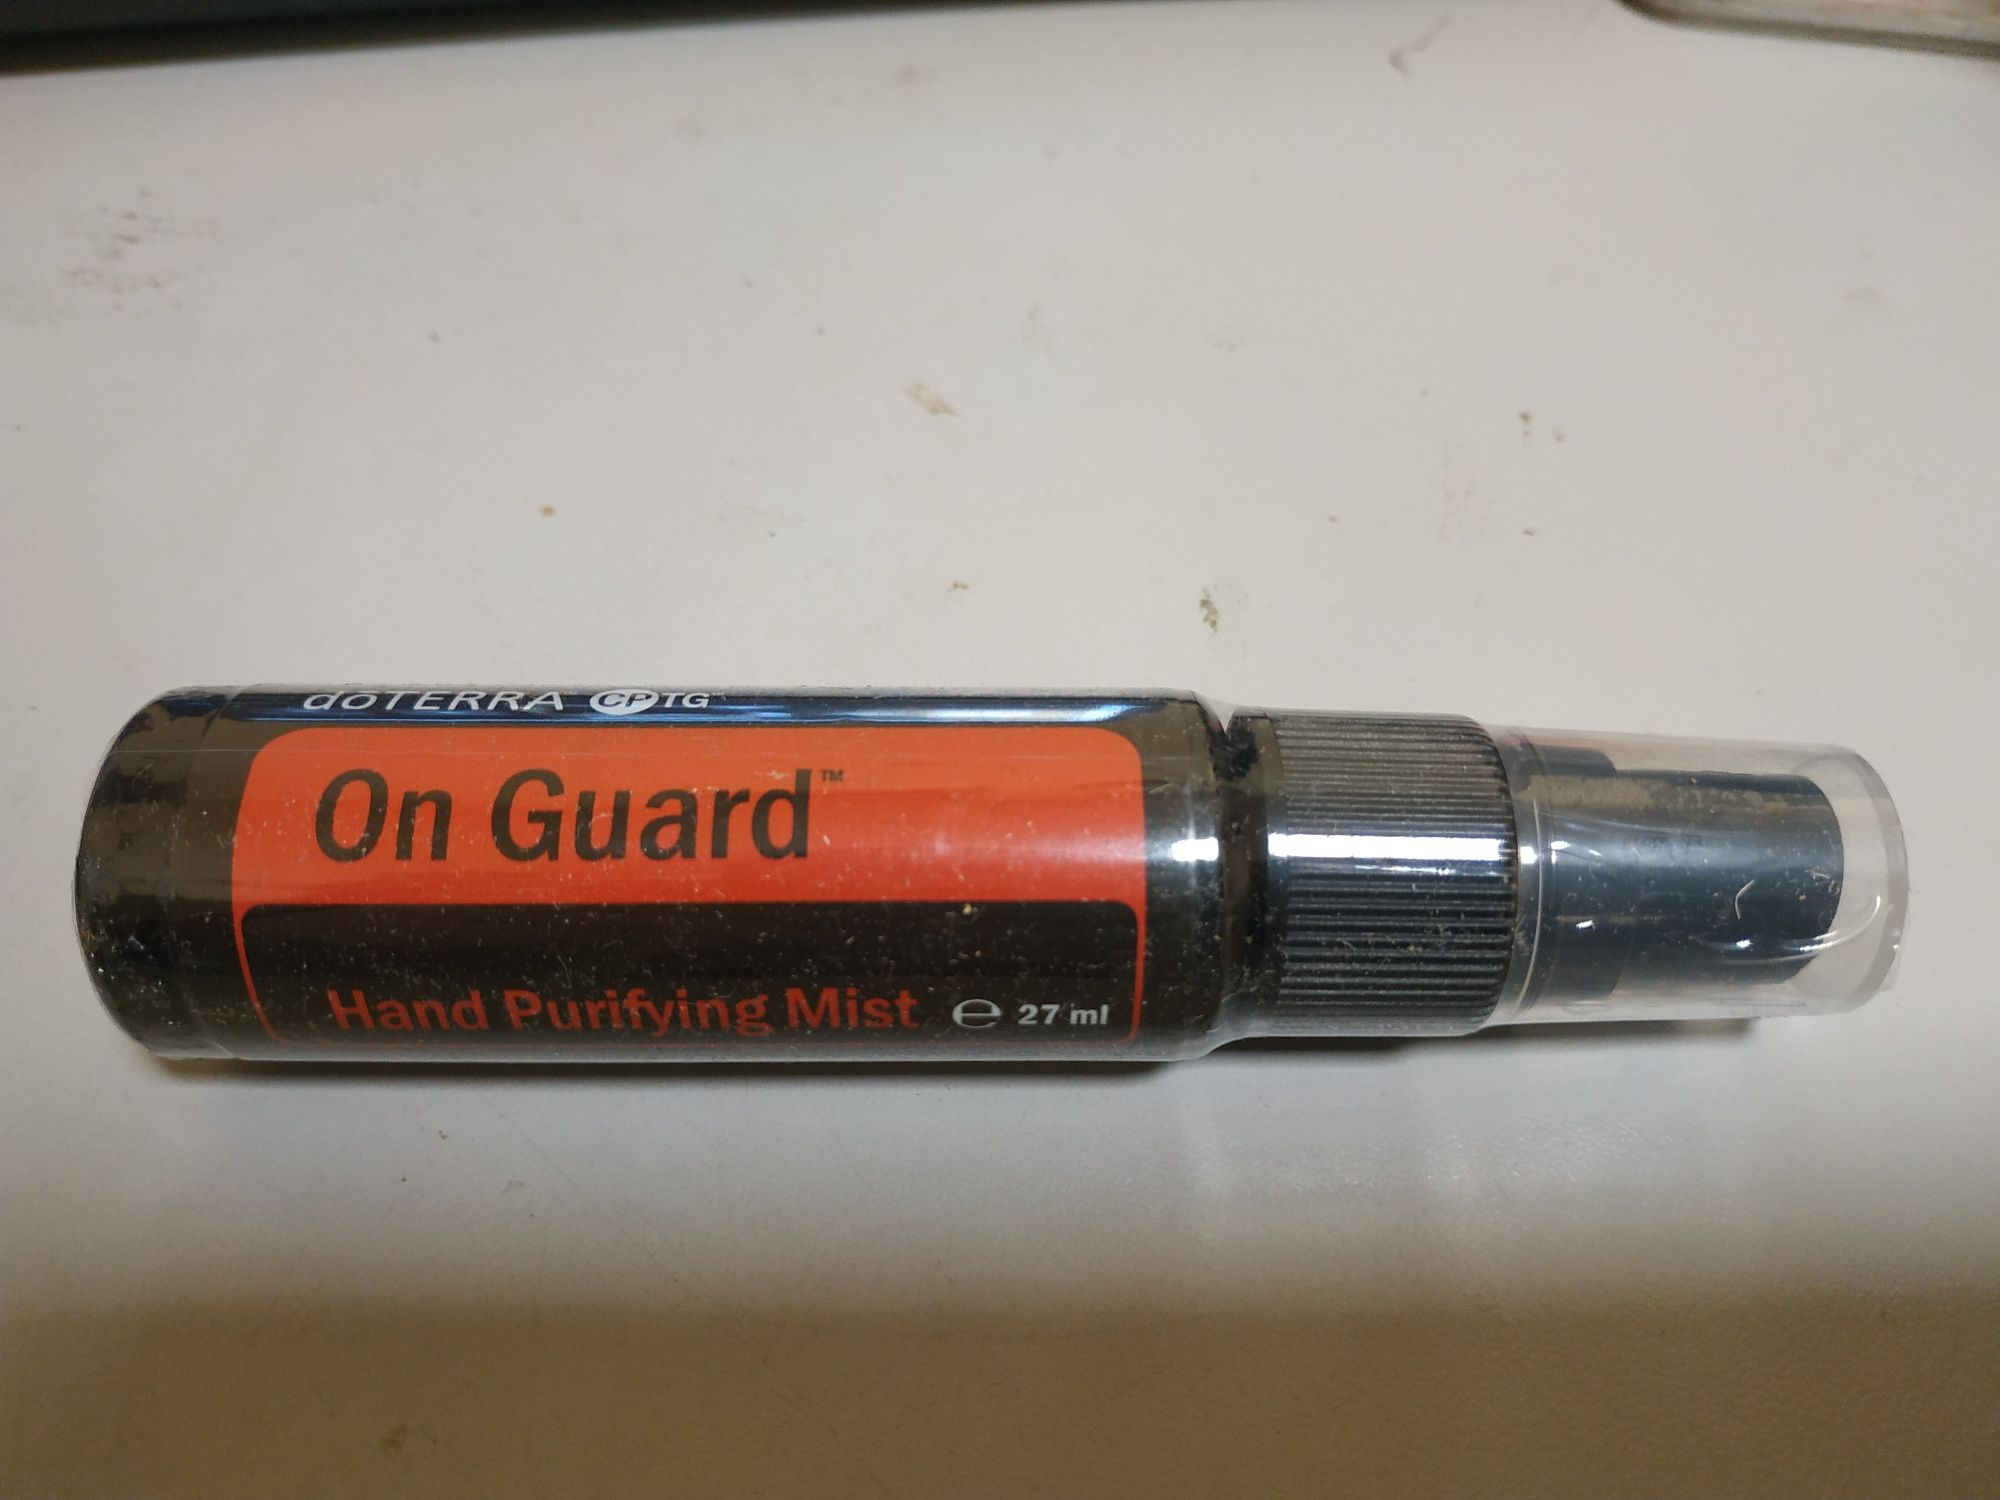 dōTERRA CPTG
On Guard™
Hand Purifying Mist ℮ 27 ml